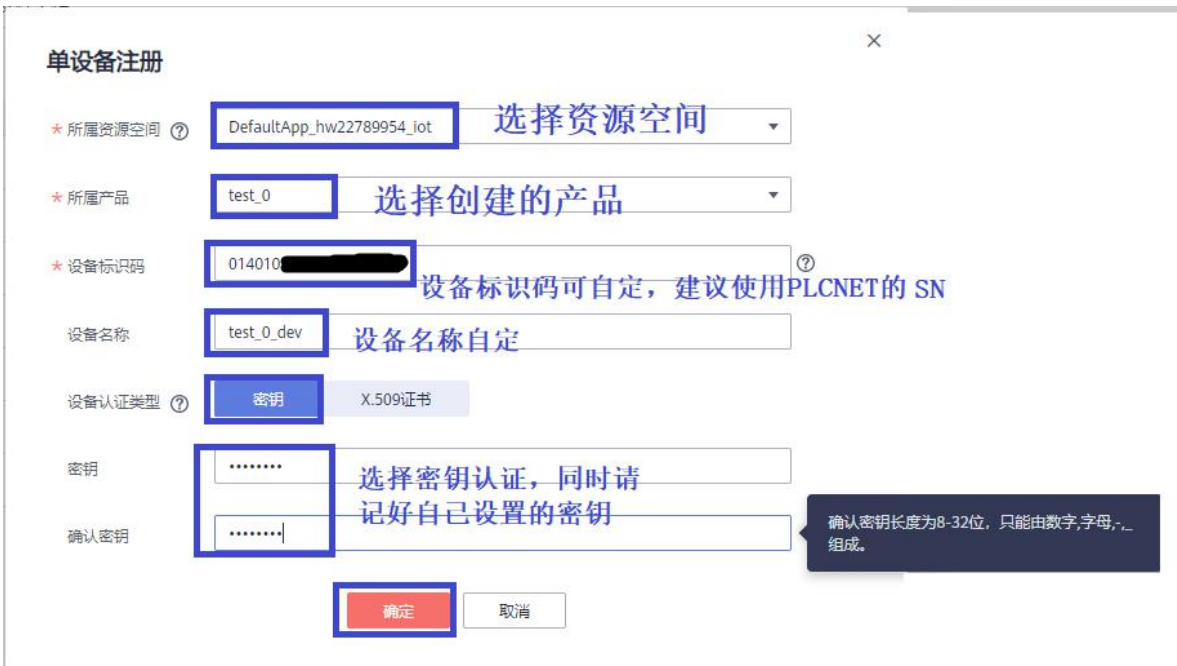 单设备注册
×
* 所属资源空间 ?
DefaultApp_hw22789954_iot
选择资源空间
* 所属产品
test_0
选择创建的产品
* 设备标识码
014010
?
设备标识码可自定，建议使用PLCNET的 SN
设备名称
test_0_dev
设备名称自定
设备认证类型 ?
密钥
X.509证书
密钥
••••••••
选择密钥认证，同时请
记好自己设置的密钥
确认密钥
••••••••
确认密钥长度为8-32位，只能由数字,字母,-,_
组成。
确定
取消